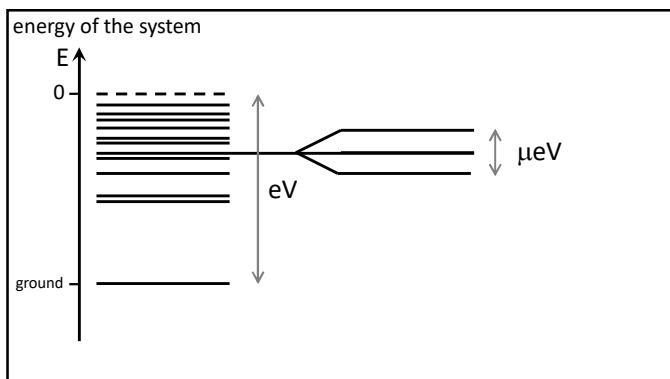 energy of the system
E
0
μeV
eV
ground